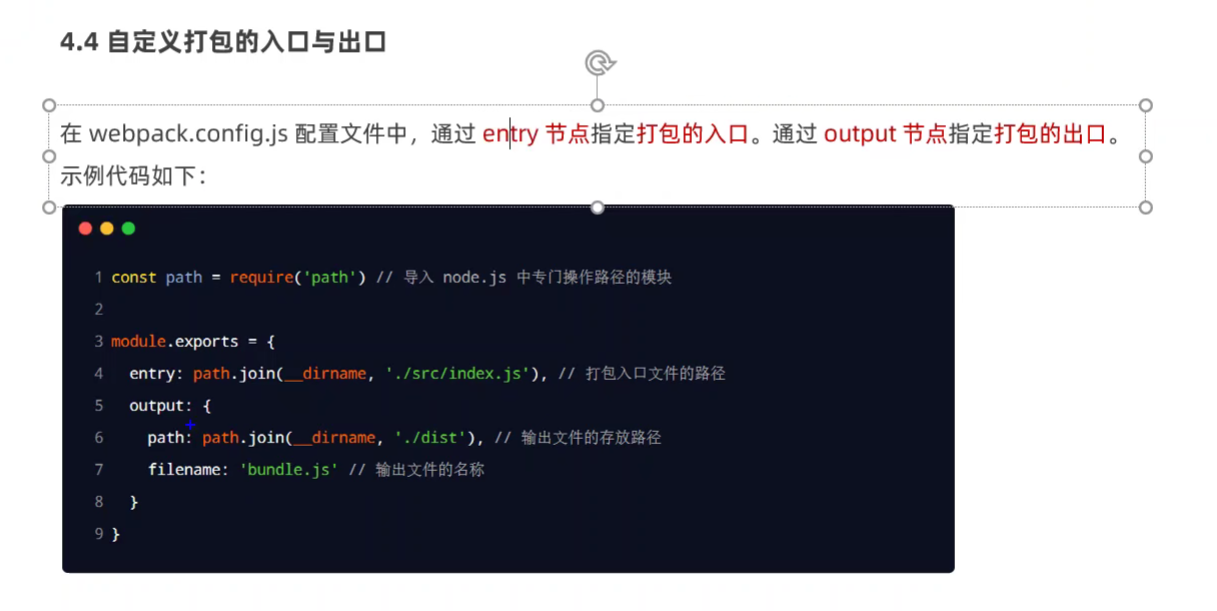 4.4 自定义打包的入口与出口
在 webpack.config.js 配置文件中，通过 entry 节点指定打包的入口。通过 output 节点指定打包的出口。
示例代码如下：
1 const path = require('path') // 导入 node.js 中专门操作路径的模块
2
3 module.exports = {
4   entry: path.join(__dirname, './src/index.js'), // 打包入口文件的路径
5   output: {
6     path: path.join(__dirname, './dist'), // 输出文件的存放路径
7     filename: 'bundle.js' // 输出文件的名称
8   }
9 }